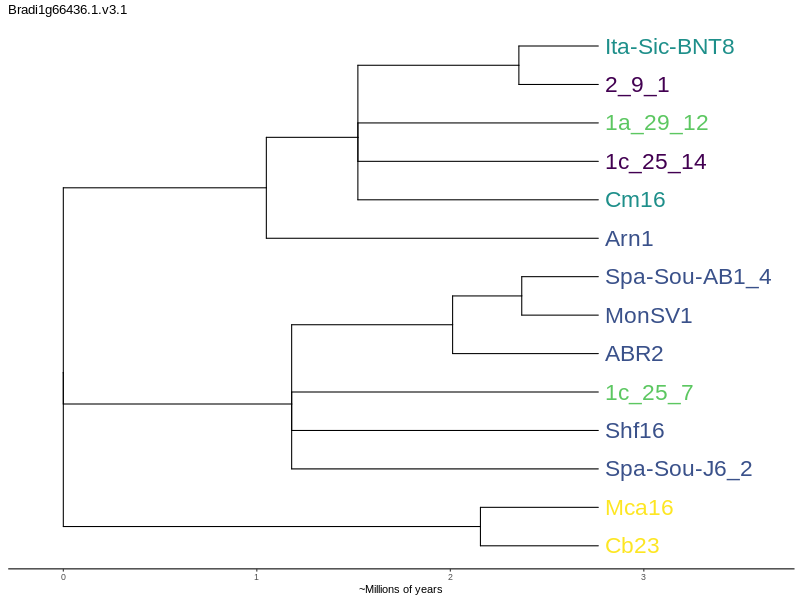 Bradi1g66436.1.v3.1
Ita-Sic-BNT8
2_9_1
1a_29_12
1c_25_14
Cm16
Arn1
Spa-Sou-AB1_4
MonSV1
ABR2
1c_25_7
Shf16
Spa-Sou-J6_2
Mca16
Cb23
0 1 2 3
~Millions of years